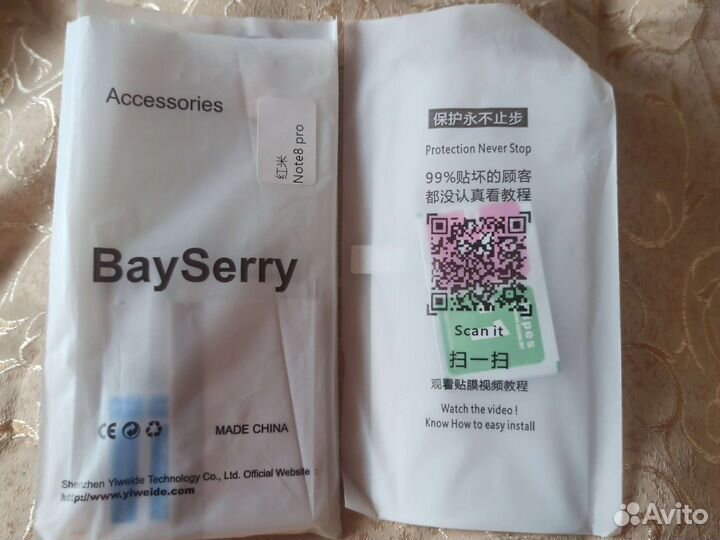 Accessories
红米
Note8 pro
BaySerry
MADE CHINA
Shenzhen Yiweide Technology Co., Ltd. Official Website :
http://www.yiweide.com
保护永不止步
Protection Never Stop
99%贴坏的顾客
都没认真看教程
Scan it
扫一扫
观看贴膜视频教程
Watch the video !
Know How to easy install
Avito